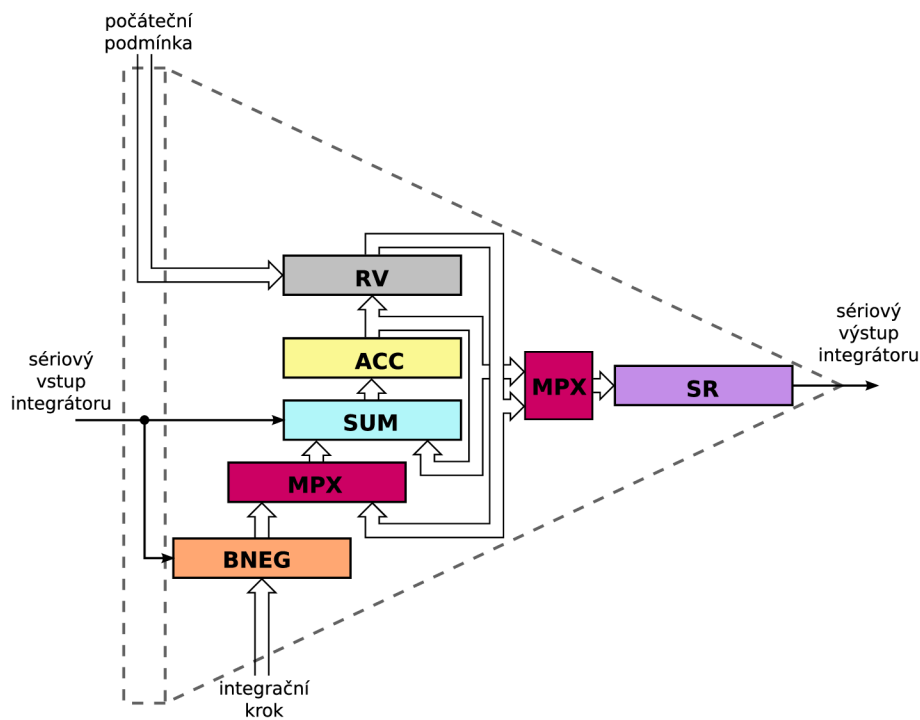 počáteční
podmínka
RV
ACC
sériový
výstup
integrátoru
sériový
vstup
integrátoru
MPX
SR
SUM
MPX
BNEG
integrační
krok